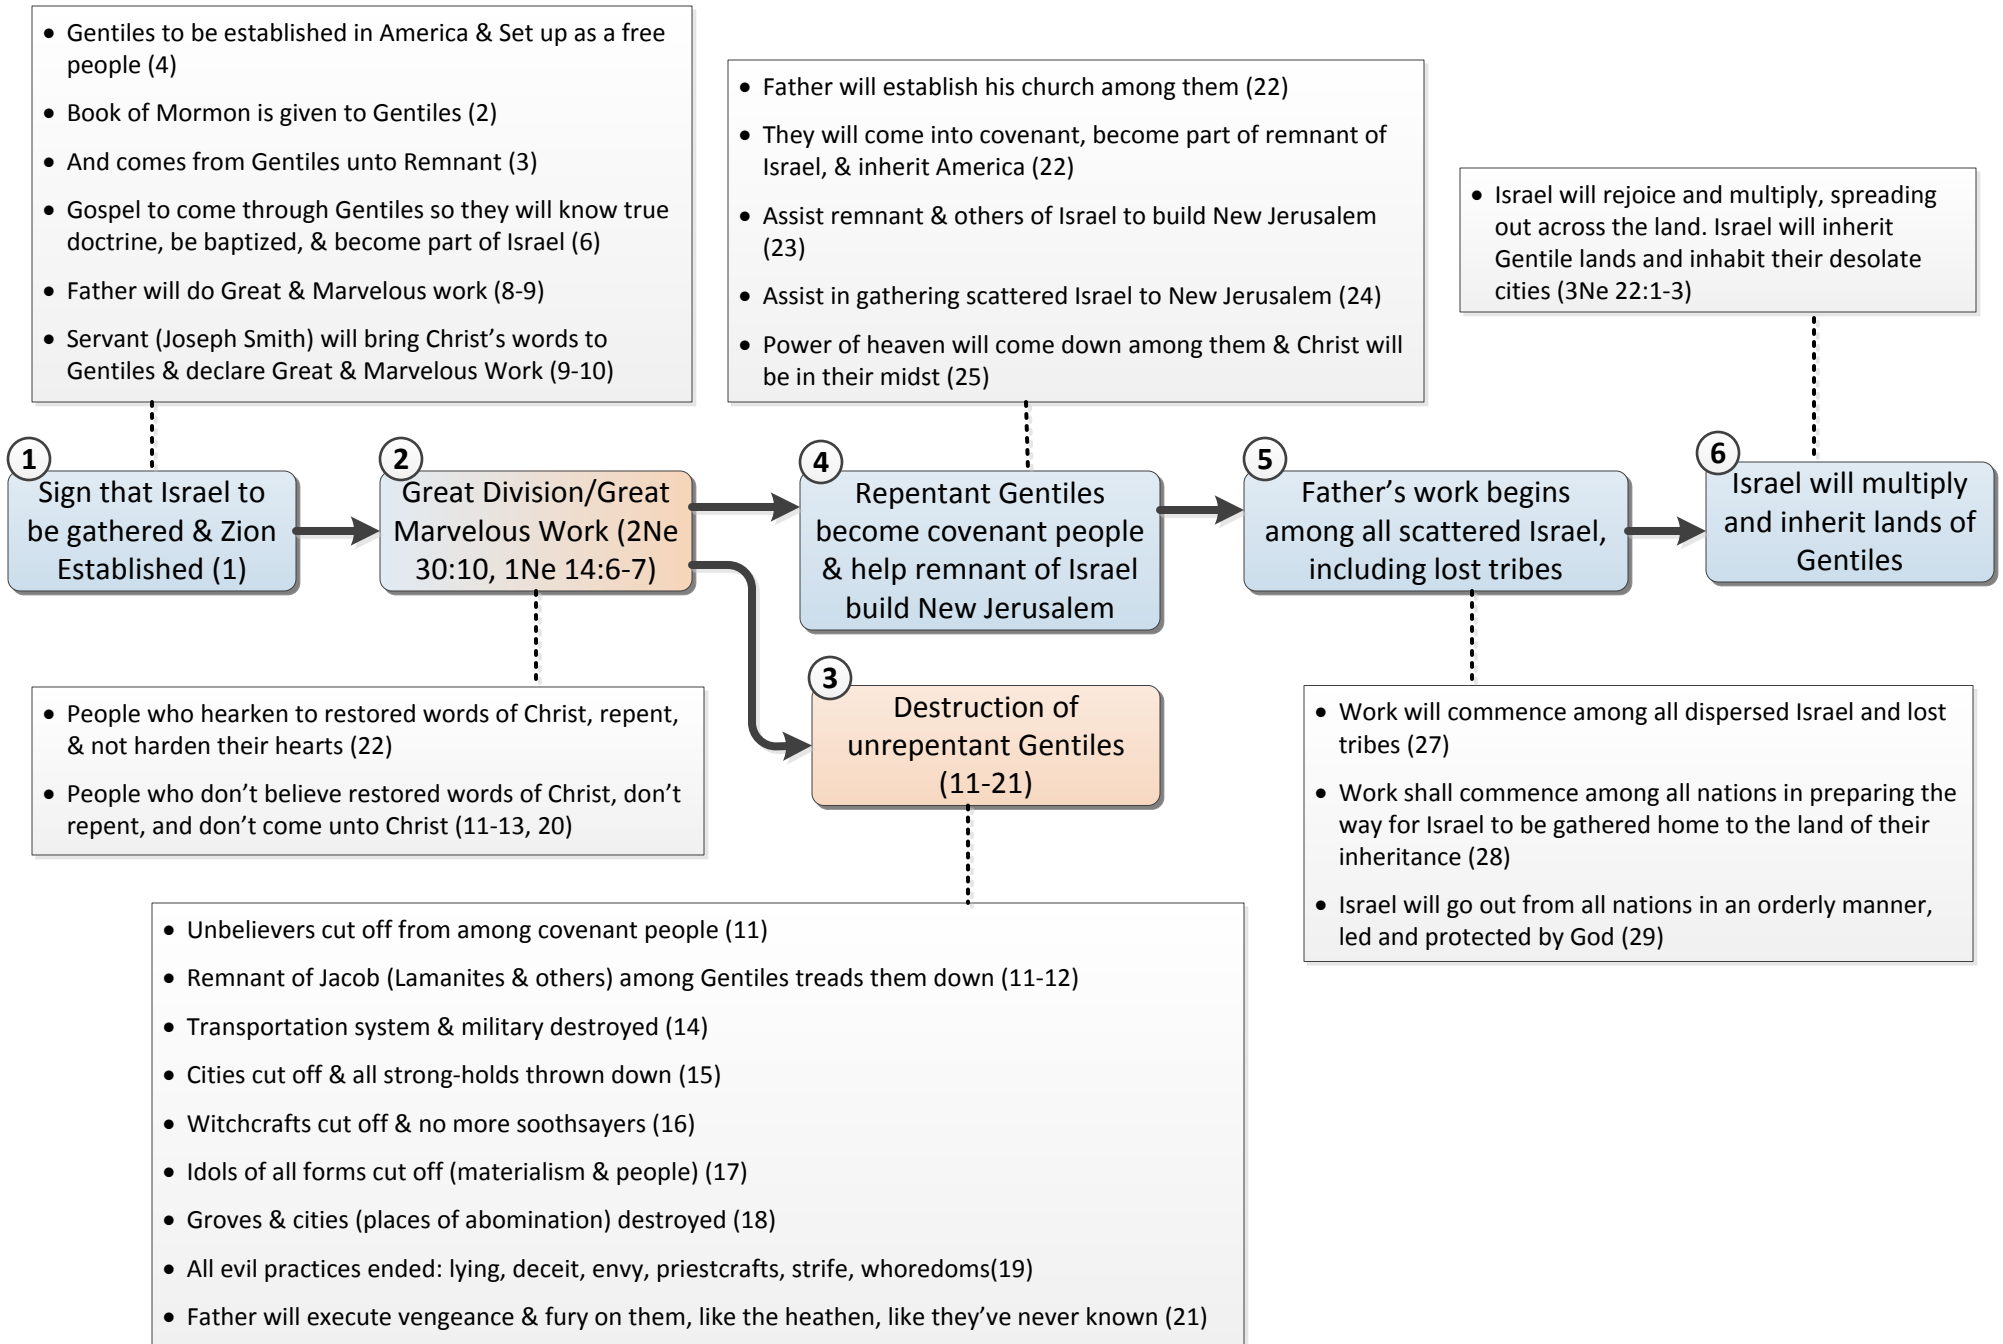 • Gentiles to be established in America & Set up as a free
people (4)
• Book of Mormon is given to Gentiles (2)
• And comes from Gentiles unto Remnant (3)
• Gospel to come through Gentiles so they will know true
doctrine, be baptized, & become part of Israel (6)
• Father will do Great & Marvelous work (8-9)
• Servant (Joseph Smith) will bring Christ’s words to
Gentiles & declare Great & Marvelous Work (9-10)
• Father will establish his church among them (22)
• They will come into covenant, become part of remnant of
Israel, & inherit America (22)
• Assist remnant & others of Israel to build New Jerusalem
(23)
• Assist in gathering scattered Israel to New Jerusalem (24)
• Power of heaven will come down among them & Christ will
be in their midst (25)
• Israel will rejoice and multiply, spreading
out across the land. Israel will inherit
Gentile lands and inhabit their desolate
cities (3Ne 22:1-3)
1
Sign that Israel to
be gathered & Zion
Established (1)
2
Great Division/Great
Marvelous Work (2Ne
30:10, 1Ne 14:6-7)
4
Repentant Gentiles
become covenant people
& help remnant of Israel
build New Jerusalem
5
Father’s work begins
among all scattered Israel,
including lost tribes
6
Israel will multiply
and inherit lands of
Gentiles
3
Destruction of
unrepentant Gentiles
(11-21)
• People who hearken to restored words of Christ, repent,
& not harden their hearts (22)
• People who don’t believe restored words of Christ, don’t
repent, and don’t come unto Christ (11-13, 20)
• Work will commence among all dispersed Israel and lost
tribes (27)
• Work shall commence among all nations in preparing the
way for Israel to be gathered home to the land of their
inheritance (28)
• Israel will go out from all nations in an orderly manner,
led and protected by God (29)
• Unbelievers cut off from among covenant people (11)
• Remnant of Jacob (Lamanites & others) among Gentiles treads them down (11-12)
• Transportation system & military destroyed (14)
• Cities cut off & all strong-holds thrown down (15)
• Witchcrafts cut off & no more soothsayers (16)
• Idols of all forms cut off (materialism & people) (17)
• Groves & cities (places of abomination) destroyed (18)
• All evil practices ended: lying, deceit, envy, priestcrafts, strife, whoredoms(19)
• Father will execute vengeance & fury on them, like the heathen, like they’ve never known (21)